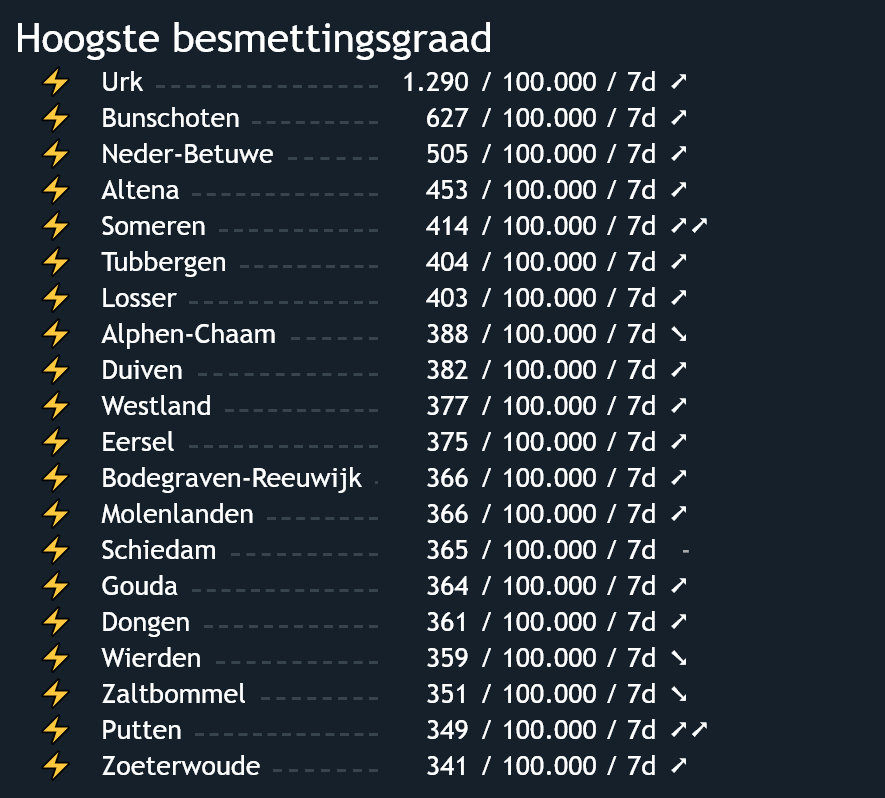 Hoogste besmettingsgraad
⚡ Urk 1.290 / 100.000 / 7d ➚
⚡ Bunschoten 627 / 100.000 / 7d ➚
⚡ Neder-Betuwe 505 / 100.000 / 7d ➚
⚡ Altena 453 / 100.000 / 7d ➚
⚡ Someren 414 / 100.000 / 7d ➚➚
⚡ Tubbergen 404 / 100.000 / 7d ➚
⚡ Losser 403 / 100.000 / 7d ➚
⚡ Alphen-Chaam 388 / 100.000 / 7d ➘
⚡ Duiven 382 / 100.000 / 7d ➚
⚡ Westland 377 / 100.000 / 7d ➚
⚡ Eersel 375 / 100.000 / 7d ➚
⚡ Bodegraven-Reeuwijk 366 / 100.000 / 7d ➚
⚡ Molenlanden 366 / 100.000 / 7d ➚
⚡ Schiedam 365 / 100.000 / 7d -
⚡ Gouda 364 / 100.000 / 7d ➚
⚡ Dongen 361 / 100.000 / 7d ➚
⚡ Wierden 359 / 100.000 / 7d ➘
⚡ Zaltbommel 351 / 100.000 / 7d ➘
⚡ Putten 349 / 100.000 / 7d ➚➚
⚡ Zoeterwoude 341 / 100.000 / 7d ➚